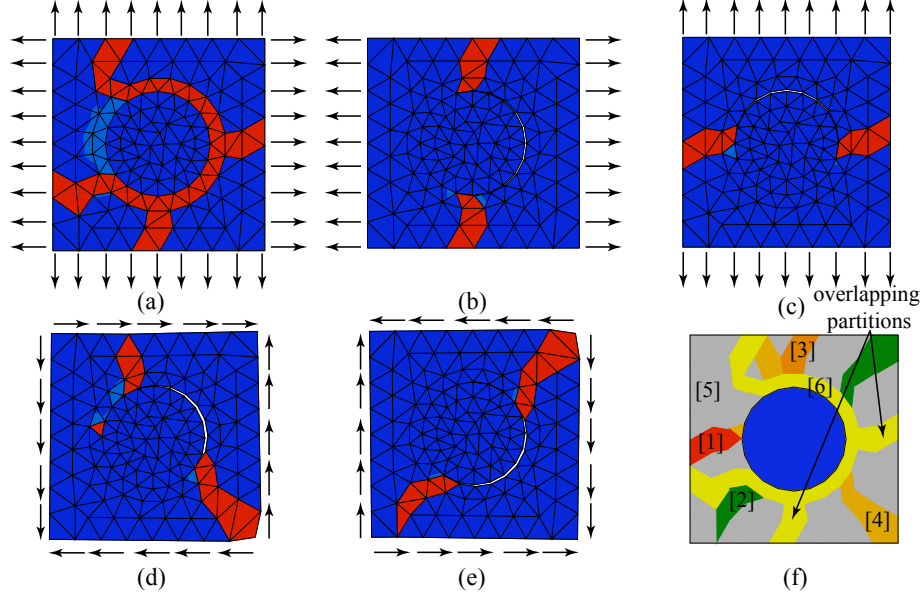 (a)
(b)
(c)
overlapping
partitions
[3]
[5]
[6]
[1]
[2]
[4]
(d)
(e)
(f)